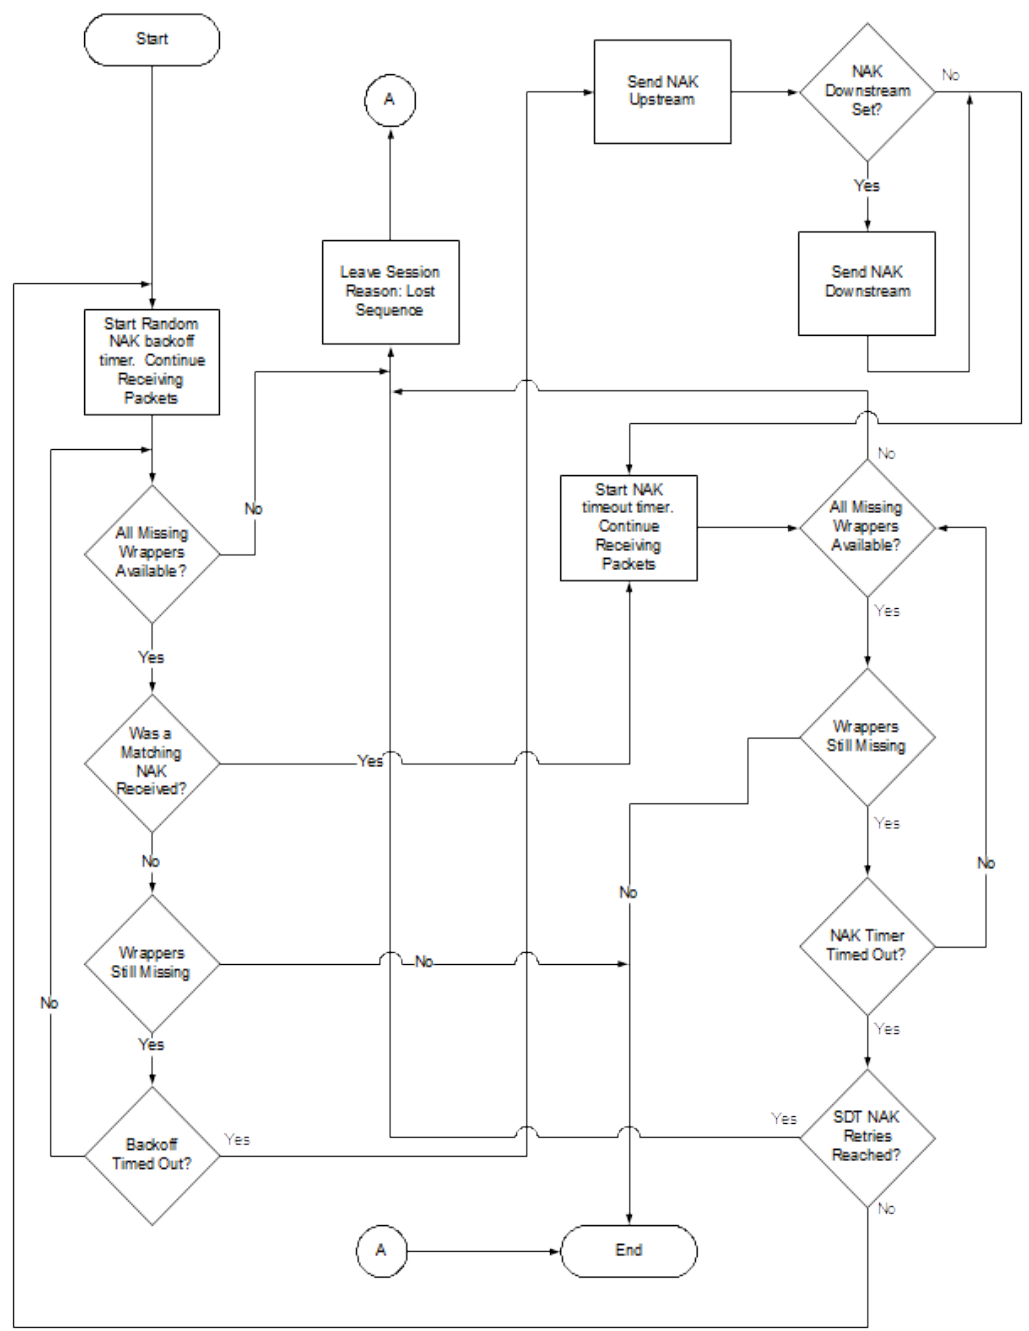 Start
A
Send NAK
Upstream
NAK
Downstream
Set?
No
Yes
Send NAK
Downstream
Leave Session
Reason: Lost
Sequence
Start Random
NAK backoff
timer. Continue
Receiving
Packets
No
All Missing
Wrappers
Available?
Yes
Start NAK
timeout timer.
Continue
Receiving
Packets
No
All Missing
Wrappers
Available?
Yes
Was a
Matching
NAK
Received?
Yes
No
Wrappers
Still Missing
Yes
No
No
Wrappers
Still Missing
No
Yes
No
NAK Timer
Timed Out?
Yes
Backoff
Timed Out?
Yes
Yes
SDT NAK
Retries
Reached?
No
A
End